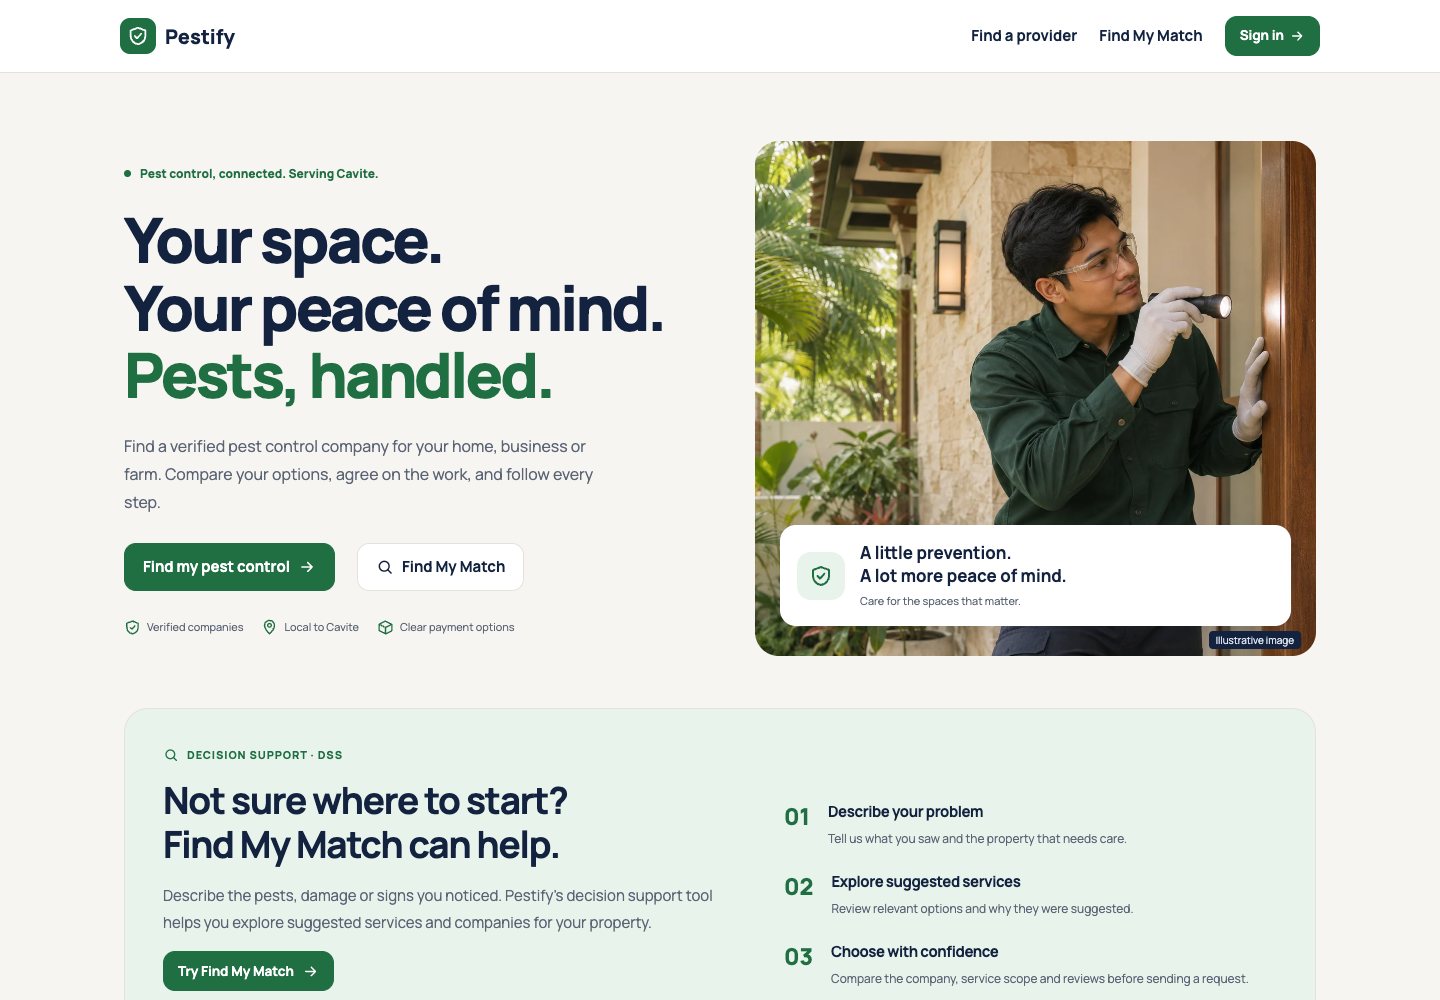 Pestify
Find a provider
Find My Match
Sign in
Pest control, connected. Serving Cavite.
Your space.
Your peace of mind.
Pests, handled.
Find a verified pest control company for your home, business or
farm. Compare your options, agree on the work, and follow every
step.
Find my pest control
Find My Match
Verified companies
Local to Cavite
Clear payment options
A little prevention.
A lot more peace of mind.
Care for the spaces that matter.
Illustrative image
DECISION SUPPORT · DSS
Not sure where to start?
Find My Match can help.
Describe the pests, damage or signs you noticed. Pestify's decision support tool
helps you explore suggested services and companies for your property.
Try Find My Match
01 Describe your problem
Tell us what you saw and the property that needs care.
02 Explore suggested services
Review relevant options and why they were suggested.
03 Choose with confidence
Compare the company, service scope and reviews before sending a request.